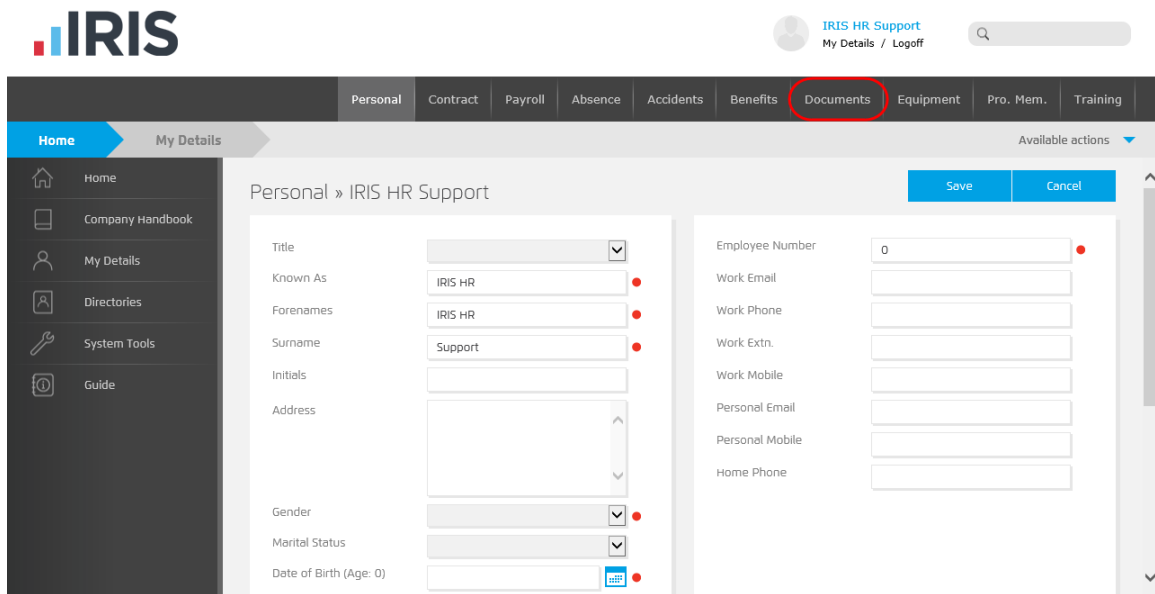 IRIS
IRIS HR Support
My Details / Logoff
Personal Contract Payroll Absence Accidents Benefits Documents Equipment Pro. Mem. Training
Home My Details Available actions
Home
Company Handbook
My Details
Directories
System Tools
Guide
Personal » IRIS HR Support
Save Cancel
Title
Known As IRIS HR
Forenames IRIS HR
Surname Support
Initials
Address
Gender
Marital Status
Date of Birth (Age: 0)
Employee Number 0
Work Email
Work Phone
Work Extn.
Work Mobile
Personal Email
Personal Mobile
Home Phone